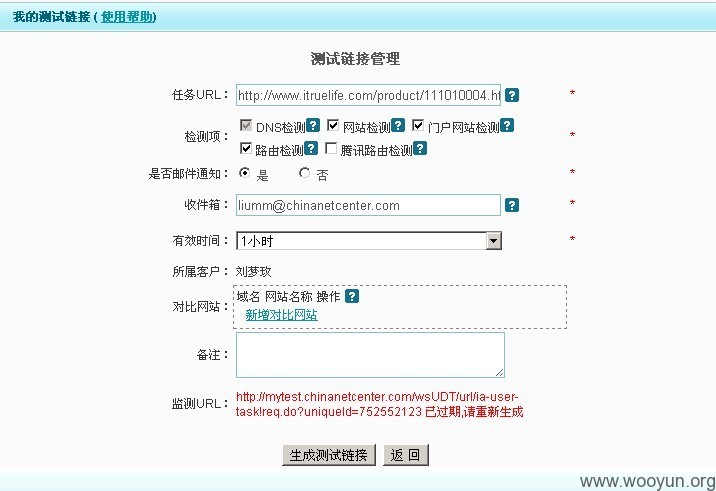 我的测试链接 ( 使用帮助)
测试链接管理
任务URL： http://www.itruelife.com/product/111010004.ht ? *
检测项： DNS检测 ? 网站检测 ? 门户网站检测 ? *
路由检测 ? 腾讯路由检测 ?
是否邮件通知： 是 否 *
收件箱： liumm@chinanetcenter.com ? *
有效时间： 1小时 *
所属客户： 刘梦玫
对比网站： 域名 网站名称 操作 ?
新增对比网站
备注：
监测URL： http://mytest.chinanetcenter.com/wsUDT/url/ia-user-
task!req.do?uniqueId=752552123 已过期,请重新生成
生成测试链接 返 回
www.wooyun.org